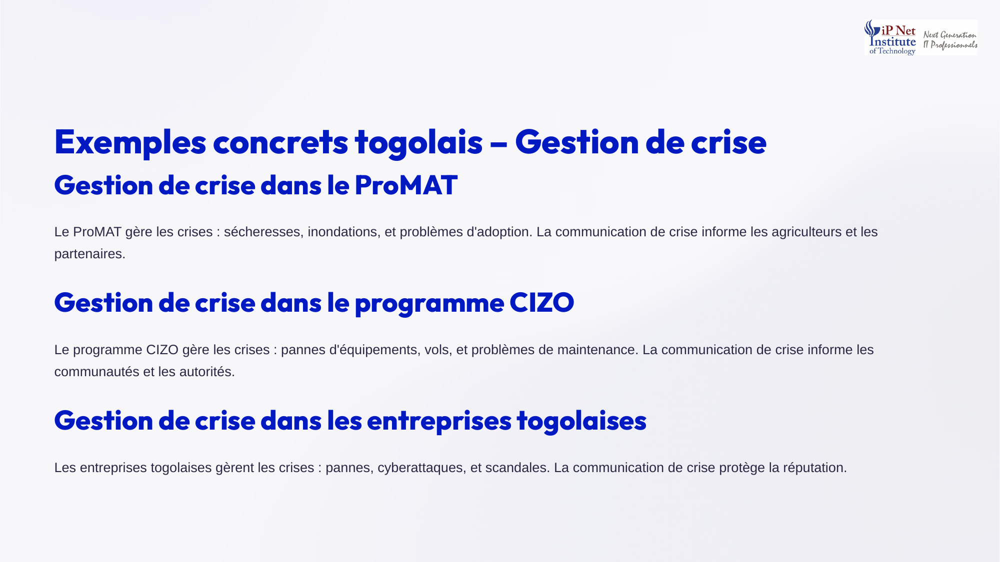 iP Net
Institute
of Technology
Next Generation
IT Professionnels
Exemples concrets togolais – Gestion de crise
Gestion de crise dans le ProMAT
Le ProMAT gère les crises : sécheresses, inondations, et problèmes d'adoption. La communication de crise informe les agriculteurs et les
partenaires.
Gestion de crise dans le programme CIZO
Le programme CIZO gère les crises : pannes d'équipements, vols, et problèmes de maintenance. La communication de crise informe les
communautés et les autorités.
Gestion de crise dans les entreprises togolaises
Les entreprises togolaises gèrent les crises : pannes, cyberattaques, et scandales. La communication de crise protège la réputation.